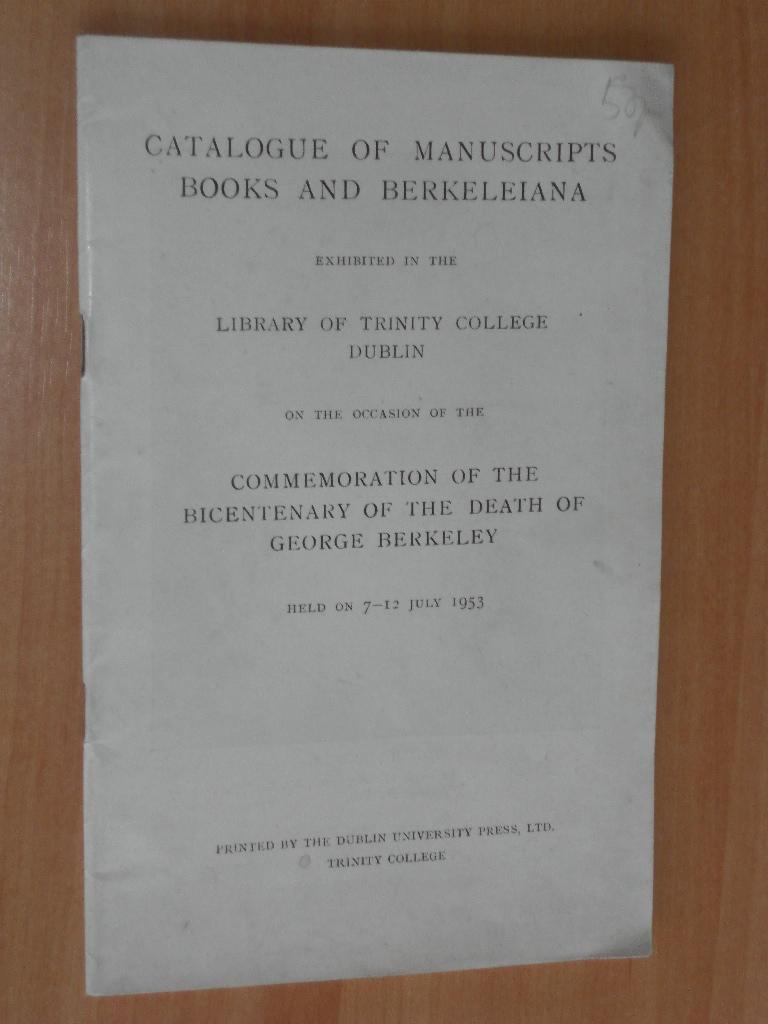 CATALOGUE OF MANUSCRIPTS
BOOKS AND BERKELEIANA
EXHIBITED IN THE
LIBRARY OF TRINITY COLLEGE
DUBLIN
ON THE OCCASION OF THE
COMMEMORATION OF THE
BICENTENARY OF THE DEATH OF
GEORGE BERKELEY
HELD ON 7–12 JULY 1953
PRINTED BY THE DUBLIN UNIVERSITY PRESS, LTD.
TRINITY COLLEGE